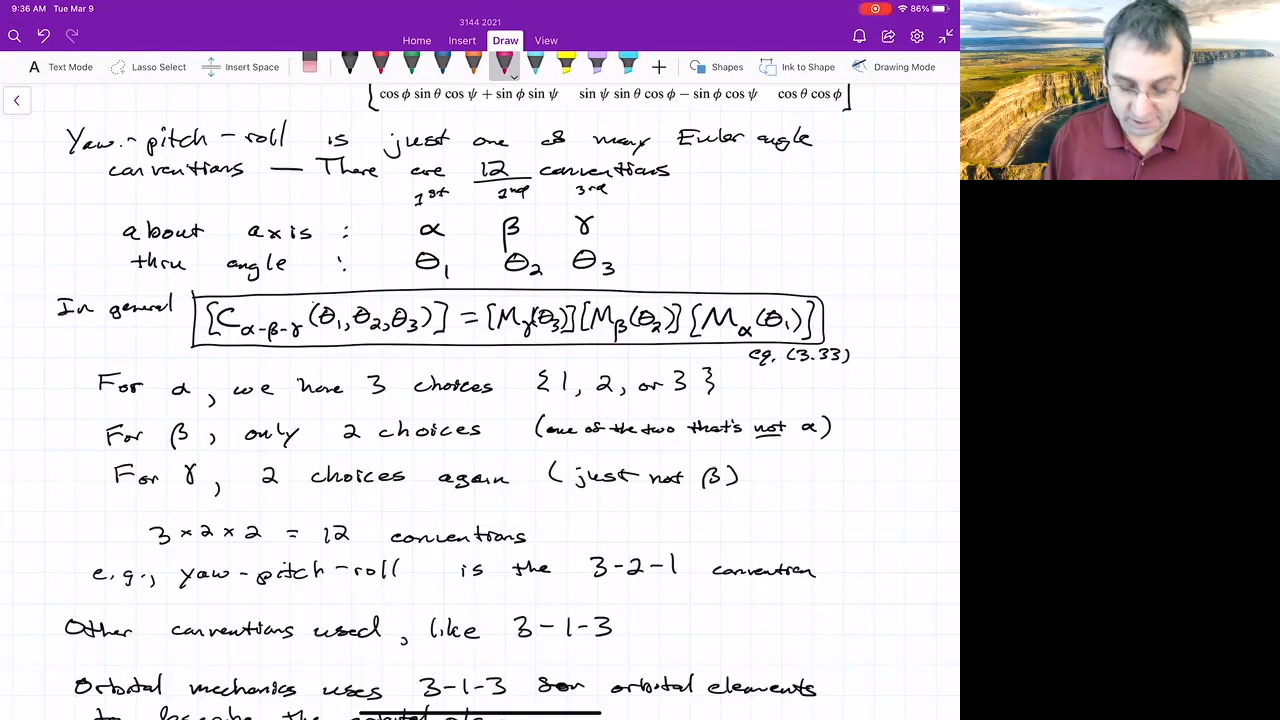 9:36 AM Tue Mar 9
86%
3144 2021
Home Insert Draw View
Text Mode Lasso Select Insert Space Shapes Ink to Shape Drawing Mode
cos ϕ sin θ cos ψ + sin ϕ sin ψ sin ψ sin θ cos ϕ − sin ϕ cos ψ cos θ cos ϕ
Yaw-pitch-roll is just one of many Euler angle
conventions — There are 12 conventions
1st 2nd 3rd
about axis : α β γ
thru angle : θ1 θ2 θ3
In general [C α-β-γ (θ1, θ2, θ3)] = [Mγ(θ3)][Mβ(θ2)][Mα(θ1)]
eq. (3.33)
For α, we have 3 choices {1, 2, or 3}
For β, only 2 choices (one of the two that's not α)
For γ, 2 choices again (just not β)
3 × 2 × 2 = 12 conventions
e.g., yaw-pitch-roll is the 3-2-1 convention
Other conventions used, like 3-1-3
Orbital mechanics uses 3-1-3 for orbital elements
to describe the